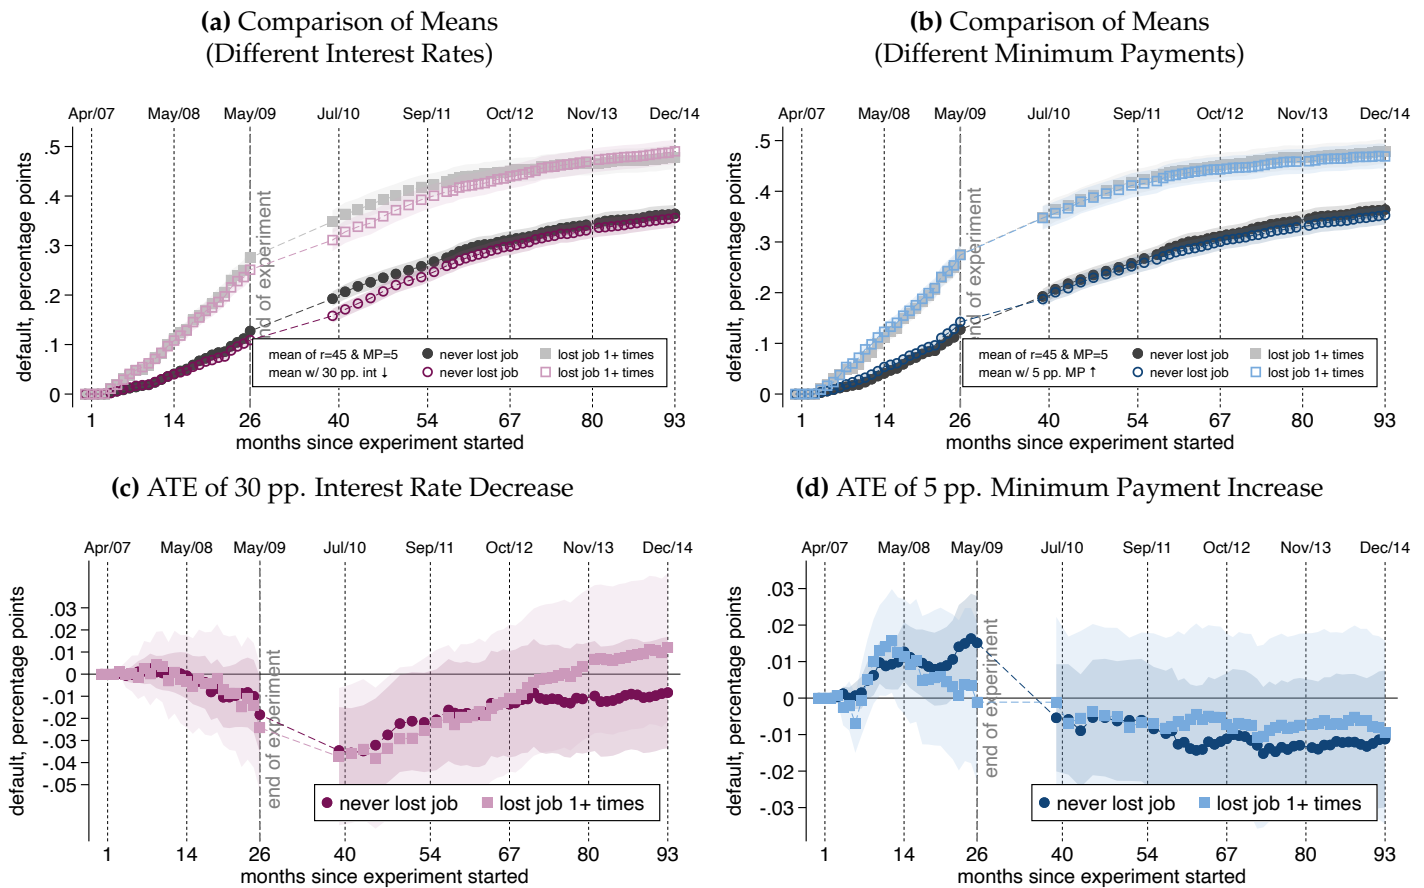 (a) Comparison of Means
(Different Interest Rates)
Apr/07 May/08 May/09 Jul/10 Sep/11 Oct/12 Nov/13 Dec/14
default, percentage points
.5
.4
.3
.2
.1
0
end of experiment
mean of r=45 & MP=5 never lost job lost job 1+ times
mean w/ 30 pp. int ↓ never lost job lost job 1+ times
1 14 26 40 54 67 80 93
months since experiment started
(b) Comparison of Means
(Different Minimum Payments)
Apr/07 May/08 May/09 Jul/10 Sep/11 Oct/12 Nov/13 Dec/14
default, percentage points
.5
.4
.3
.2
.1
0
end of experiment
mean of r=45 & MP=5 never lost job lost job 1+ times
mean w/ 5 pp. MP ↑ never lost job lost job 1+ times
1 14 26 40 54 67 80 93
months since experiment started
(c) ATE of 30 pp. Interest Rate Decrease
Apr/07 May/08 May/09 Jul/10 Sep/11 Oct/12 Nov/13 Dec/14
default, percentage points
.03
.02
.01
0
-.01
-.02
-.03
-.04
-.05
end of experiment
never lost job lost job 1+ times
1 14 26 40 54 67 80 93
months since experiment started
(d) ATE of 5 pp. Minimum Payment Increase
Apr/07 May/08 May/09 Jul/10 Sep/11 Oct/12 Nov/13 Dec/14
default, percentage points
.03
.02
.01
0
-.01
-.02
-.03
end of experiment
never lost job lost job 1+ times
1 14 26 40 54 67 80 93
months since experiment started